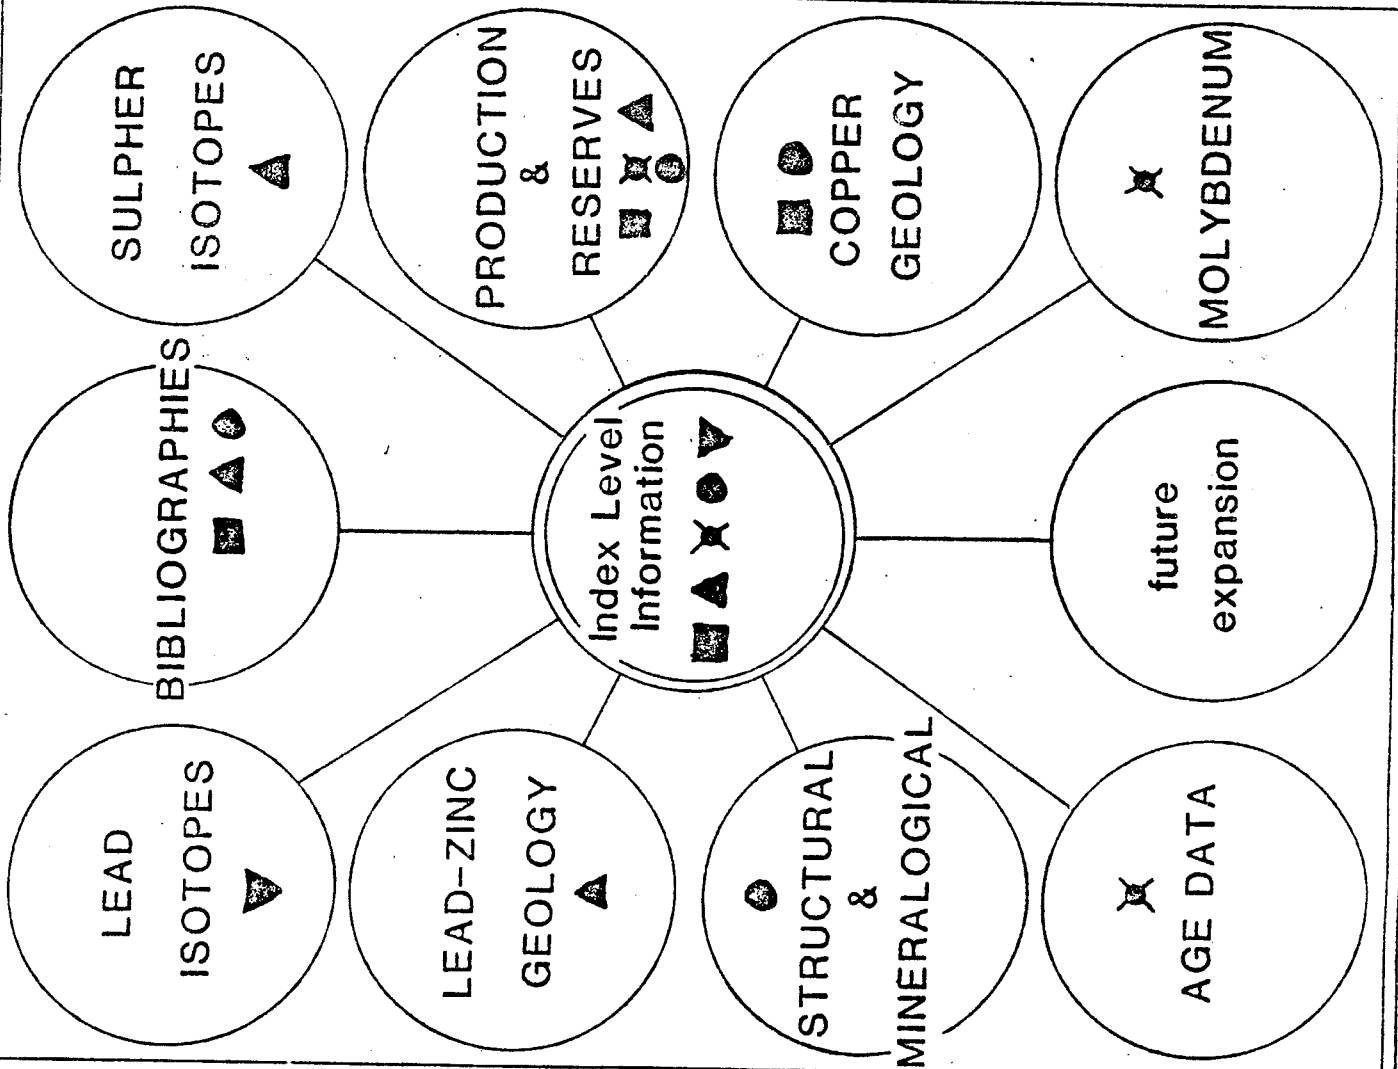 LEAD
ISOTOPES
BIBLIOGRAPHIES
SULPHER
ISOTOPES
LEAD-ZINC
GEOLOGY
Index Level
Information
PRODUCTION
&
RESERVES
STRUCTURAL
&
MINERALOGICAL
COPPER
GEOLOGY
AGE DATA
future
expansion
MOLYBDENUM